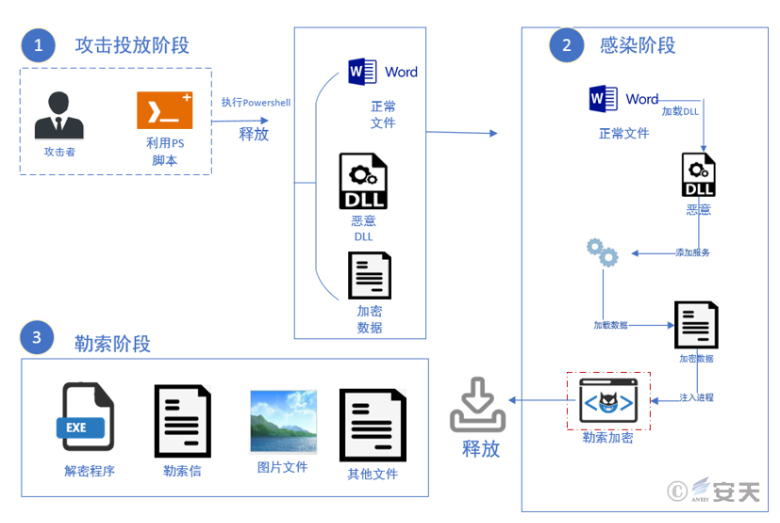 1 攻击投放阶段
攻击者
利用PS
脚本
执行Powershell
释放
Word
正常
文件
DLL
恶意
DLL
加密
数据
2 感染阶段
Word
正常文件
加载DLL
DLL
恶意
添加服务
加载数据
加密数据
注入进程
勒索加密
释放
3 勒索阶段
EXE
解密程序
勒索信
图片文件
其他文件
© 安天
ANTIY